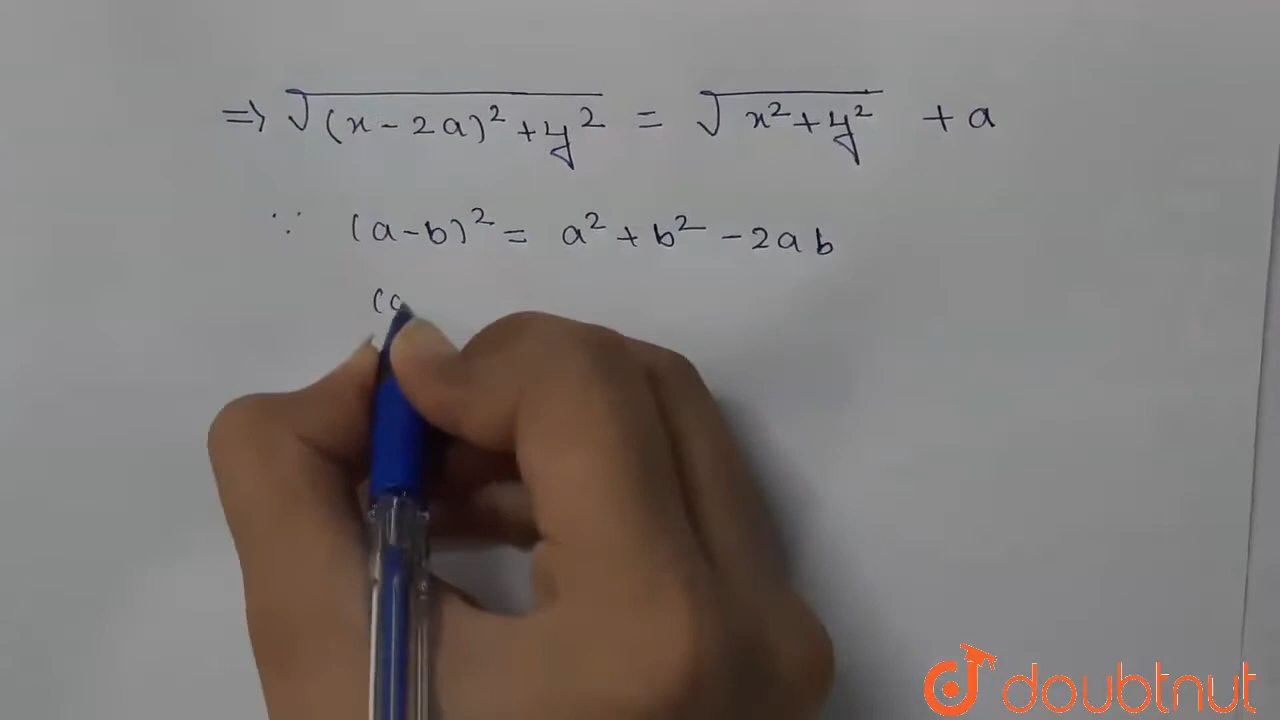 => √((x-2a)²+y²) = √(x²+y²) + a
∵ (a-b)² = a²+b²-2ab
(a
doubtnut